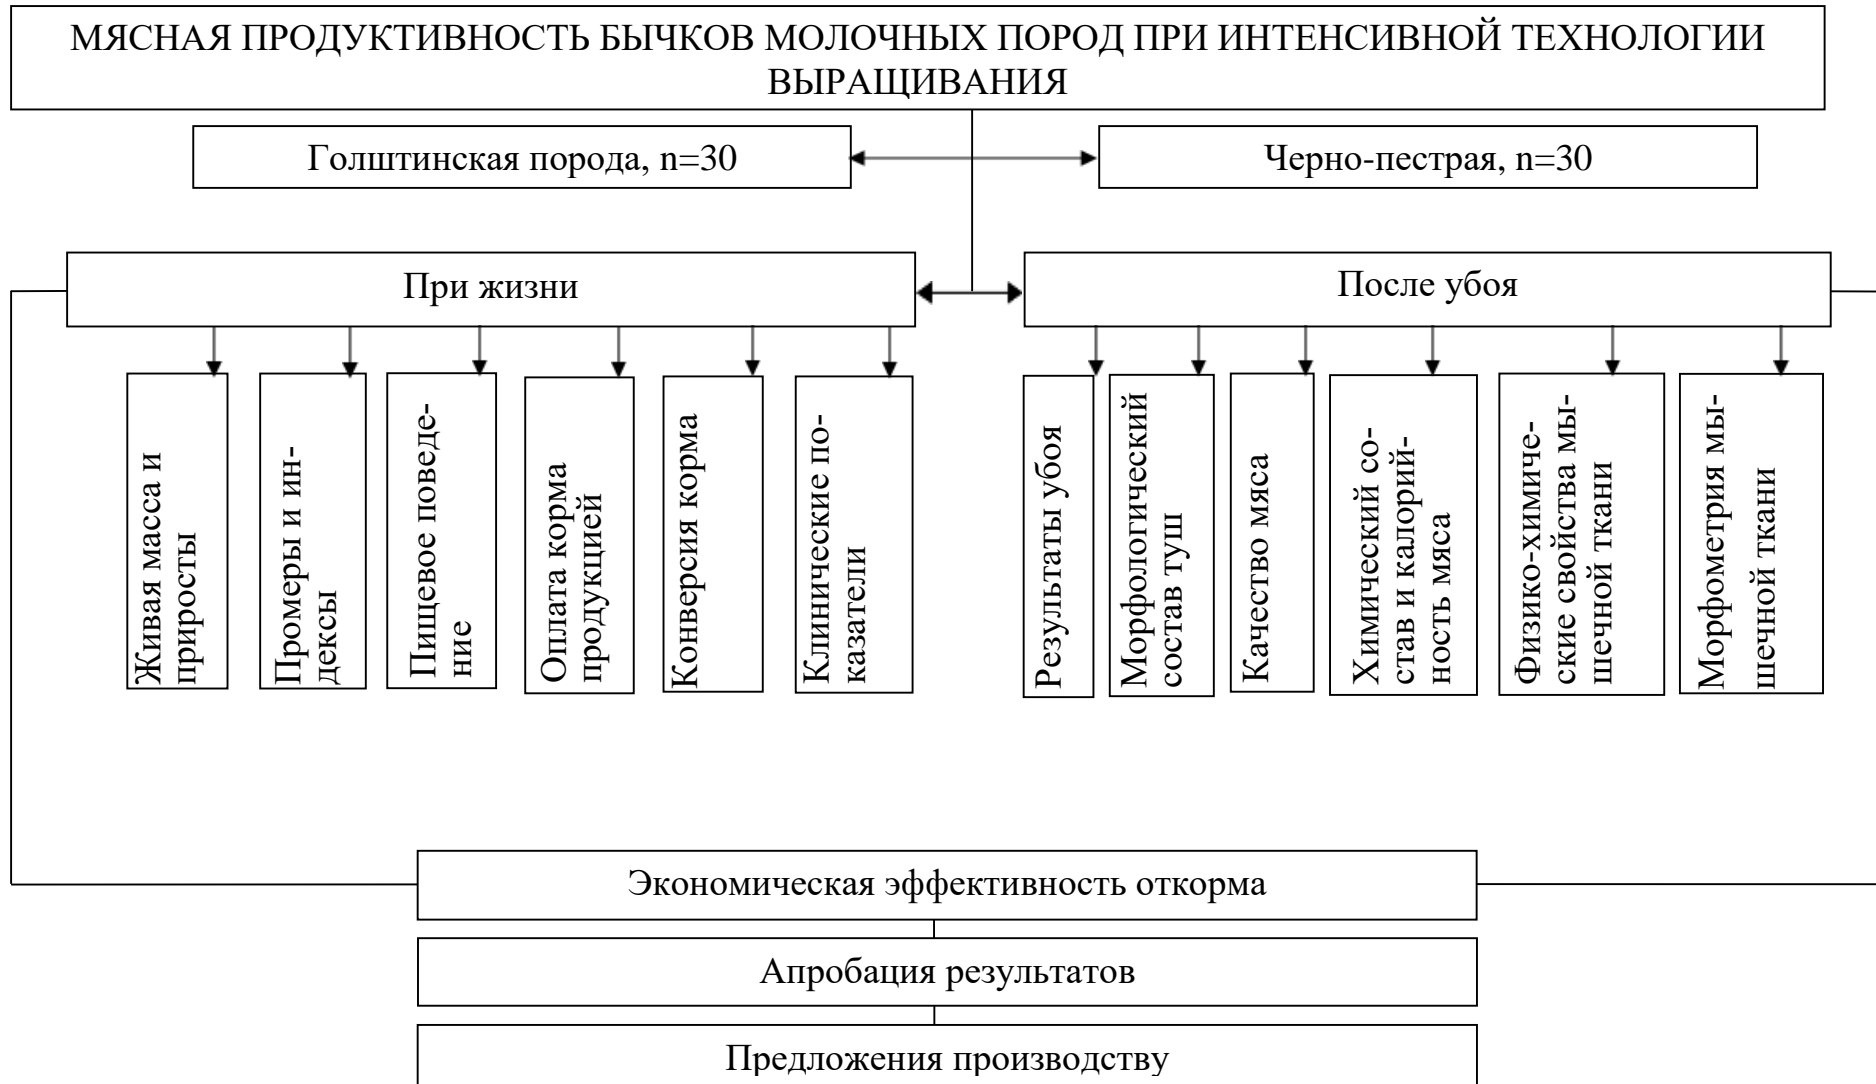 МЯСНАЯ ПРОДУКТИВНОСТЬ БЫЧКОВ МОЛОЧНЫХ ПОРОД ПРИ ИНТЕНСИВНОЙ ТЕХНОЛОГИИ
ВЫРАЩИВАНИЯ
Голштинская порода, n=30
Черно-пестрая, n=30
При жизни
После убоя
Живая масса и
приросты
Промеры и ин-
дексы
Пищевое поведе-
ние
Оплата корма
продукцией
Конверсия корма
Клинические по-
казатели
Результаты убоя
Морфологический
состав туш
Качество мяса
Химический со-
став и калорий-
ность мяса
Физико-химиче-
ские свойства мы-
шечной ткани
Морфометрия мы-
шечной ткани
Экономическая эффективность откорма
Апробация результатов
Предложения производству